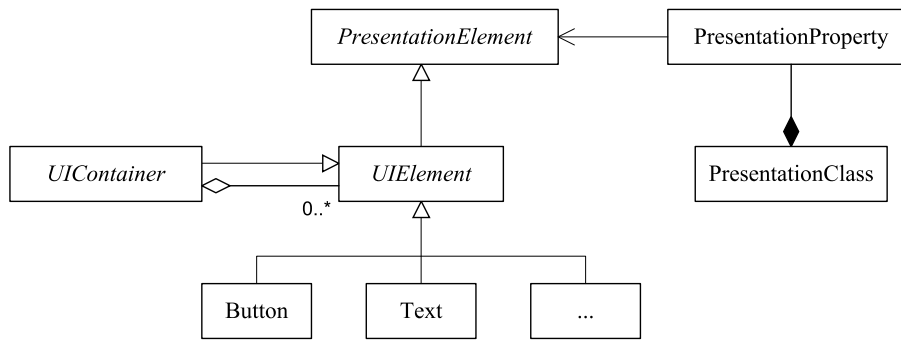 PresentationElement
PresentationProperty
UIContainer
UIElement
PresentationClass
0..*
Button
Text
...